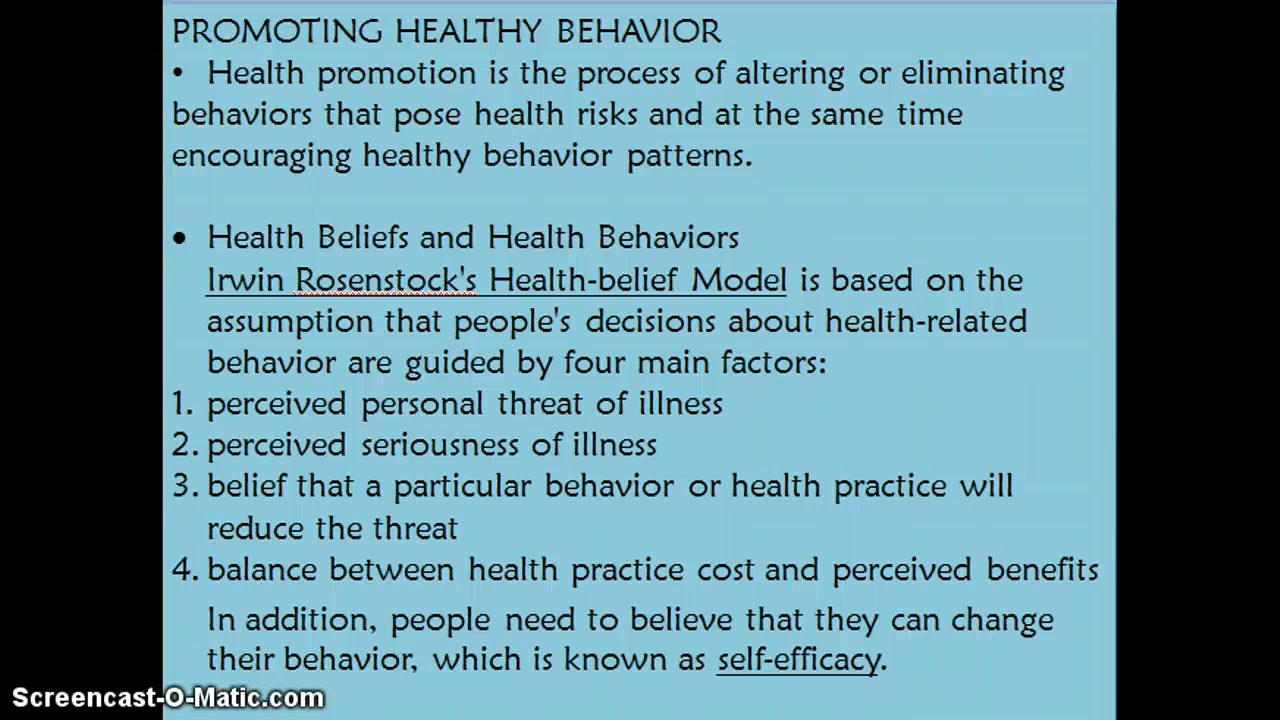 PROMOTING HEALTHY BEHAVIOR
• Health promotion is the process of altering or eliminating
behaviors that pose health risks and at the same time
encouraging healthy behavior patterns.
• Health Beliefs and Health Behaviors
Irwin Rosenstock's Health-belief Model is based on the
assumption that people's decisions about health-related
behavior are guided by four main factors:
1. perceived personal threat of illness
2. perceived seriousness of illness
3. belief that a particular behavior or health practice will
reduce the threat
4. balance between health practice cost and perceived benefits
In addition, people need to believe that they can change
their behavior, which is known as self-efficacy.
Screencast-O-Matic.com